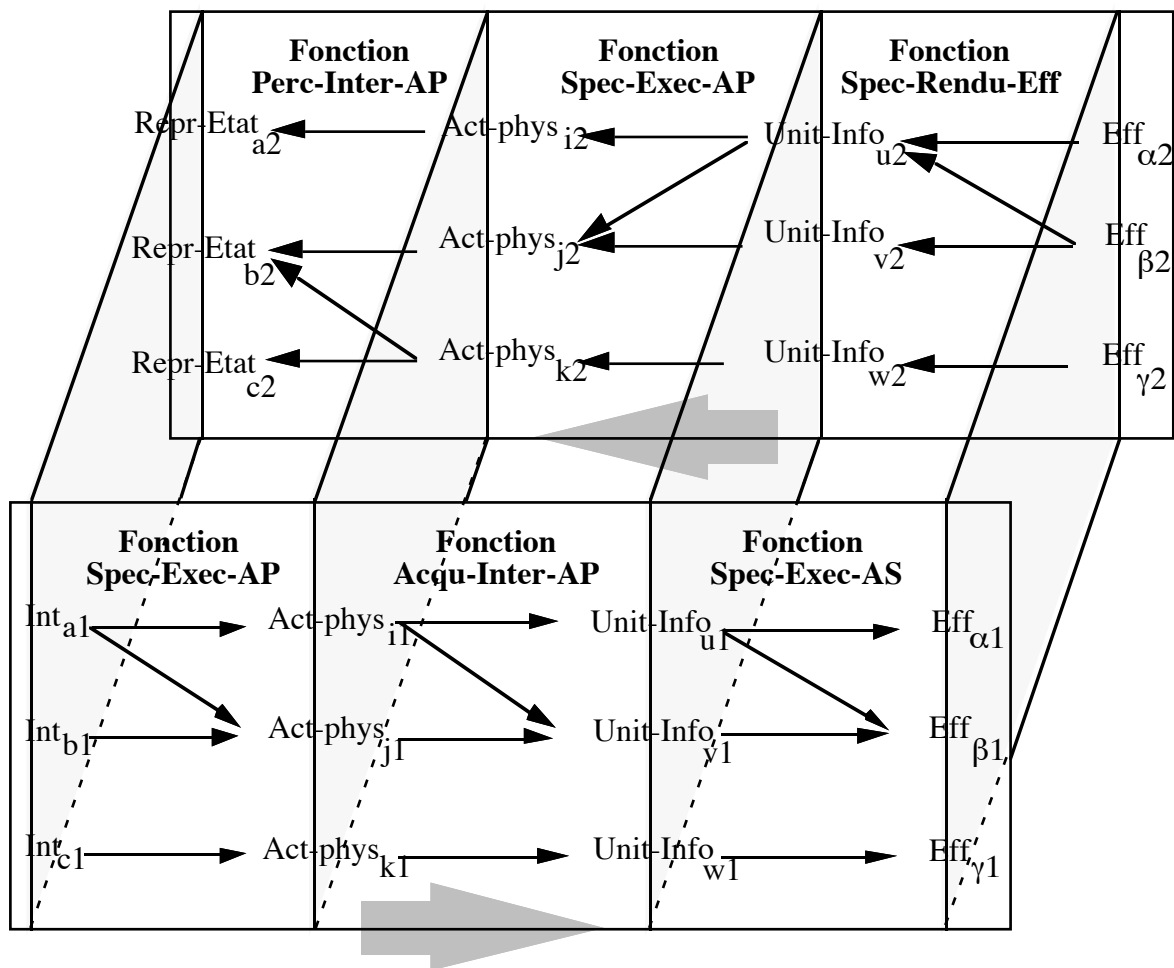 Fonction Fonction Fonction
Perc-Inter-AP Spec-Exec-AP Spec-Rendu-Eff
Repr-Etat a2 Act-phys i2 Unit-Info u2 Eff α2
Repr-Etat b2 Act-phys j2 Unit-Info v2 Eff β2
Repr-Etat c2 Act-phys k2 Unit-Info w2 Eff γ2
Fonction Fonction Fonction
Spec-Exec-AP Acqu-Inter-AP Spec-Exec-AS
Int a1 Act-phys i1 Unit-Info u1 Eff α1
Int b1 Act-phys j1 Unit-Info v1 Eff β1
Int c1 Act-phys k1 Unit-Info w1 Eff γ1